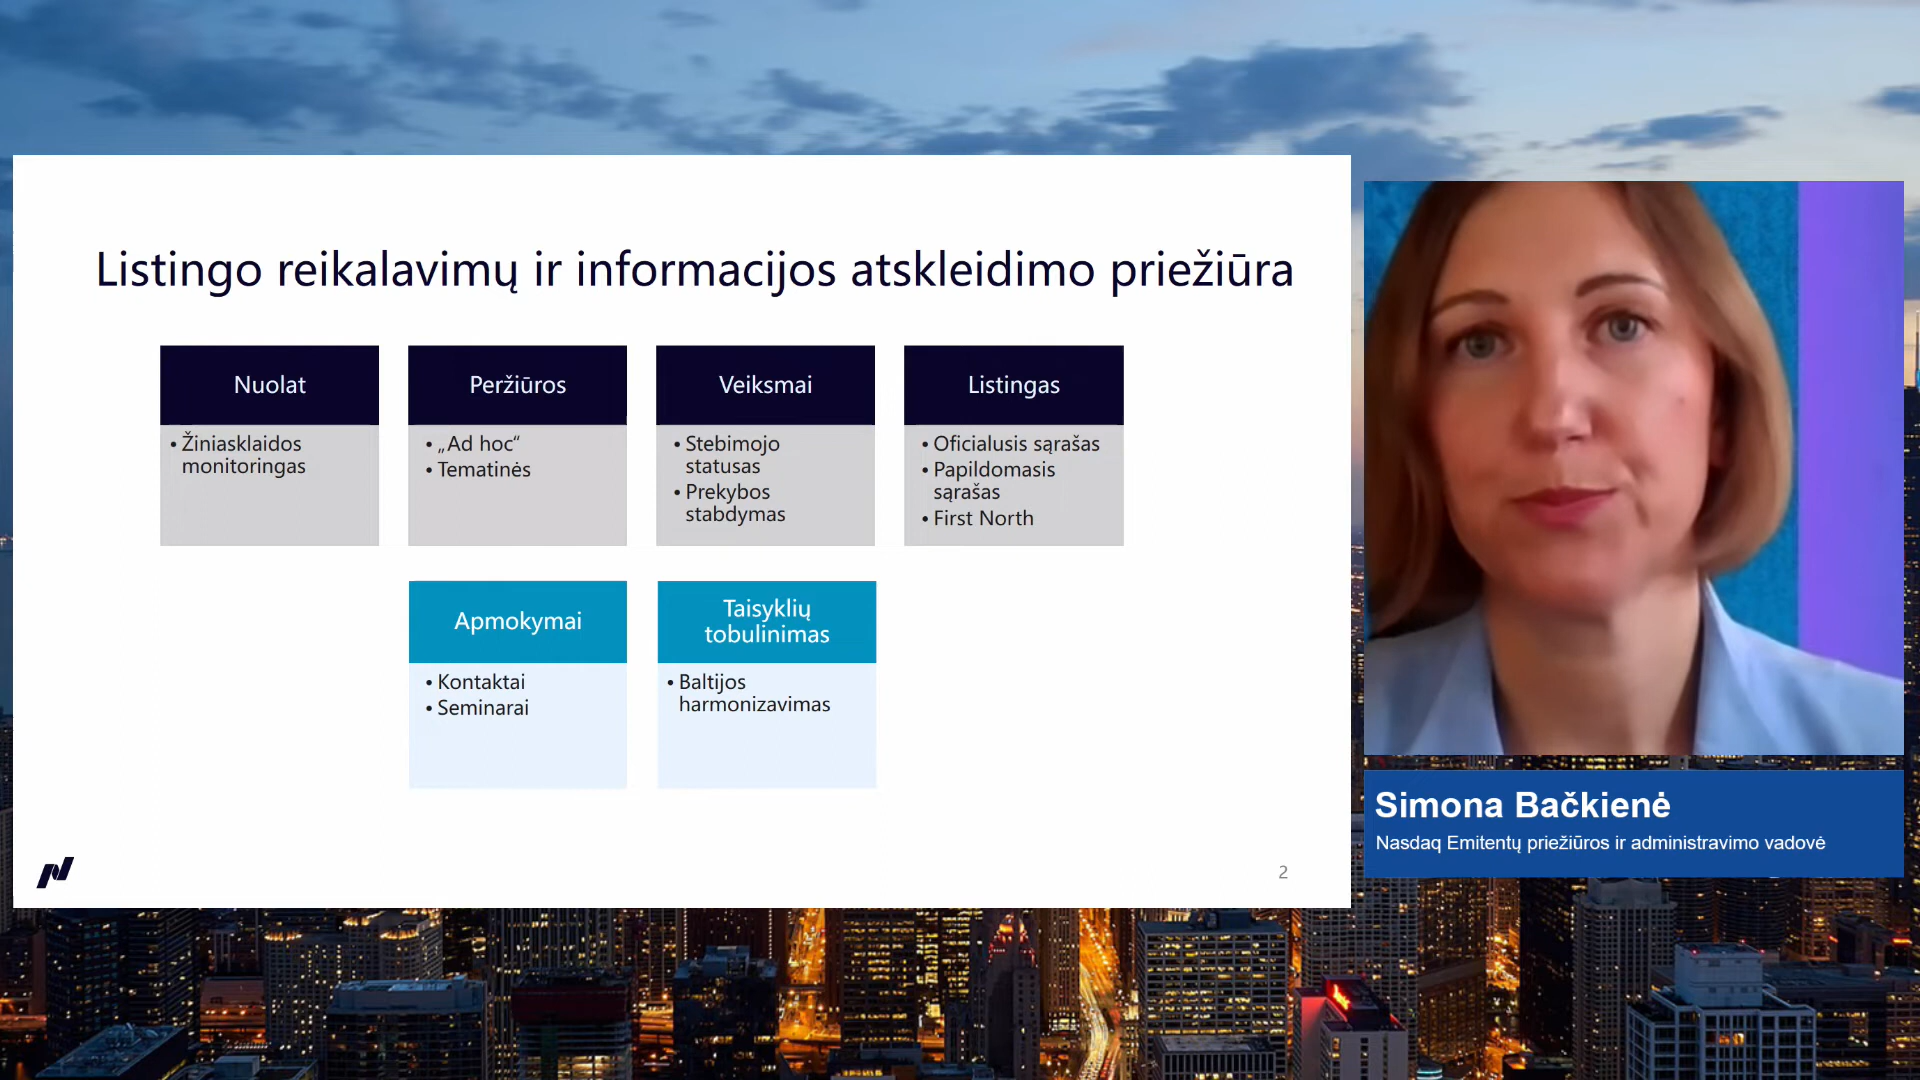 Listingo reikalavimų ir informacijos atskleidimo priežiūra
Nuolat
• Žiniasklaidos
monitoringas
Peržiūros
• „Ad hoc“
• Tematinės
Veiksmai
• Stebimojo
statusas
• Prekybos
stabdymas
Listingas
• Oficialusis sąrašas
• Papildomasis
sąrašas
• First North
Apmokymai
• Kontaktai
• Seminarai
Taisyklių
tobulinimas
• Baltijos
harmonizavimas
2
Simona Bačkienė
Nasdaq Emitentų priežiūros ir administravimo vadovė